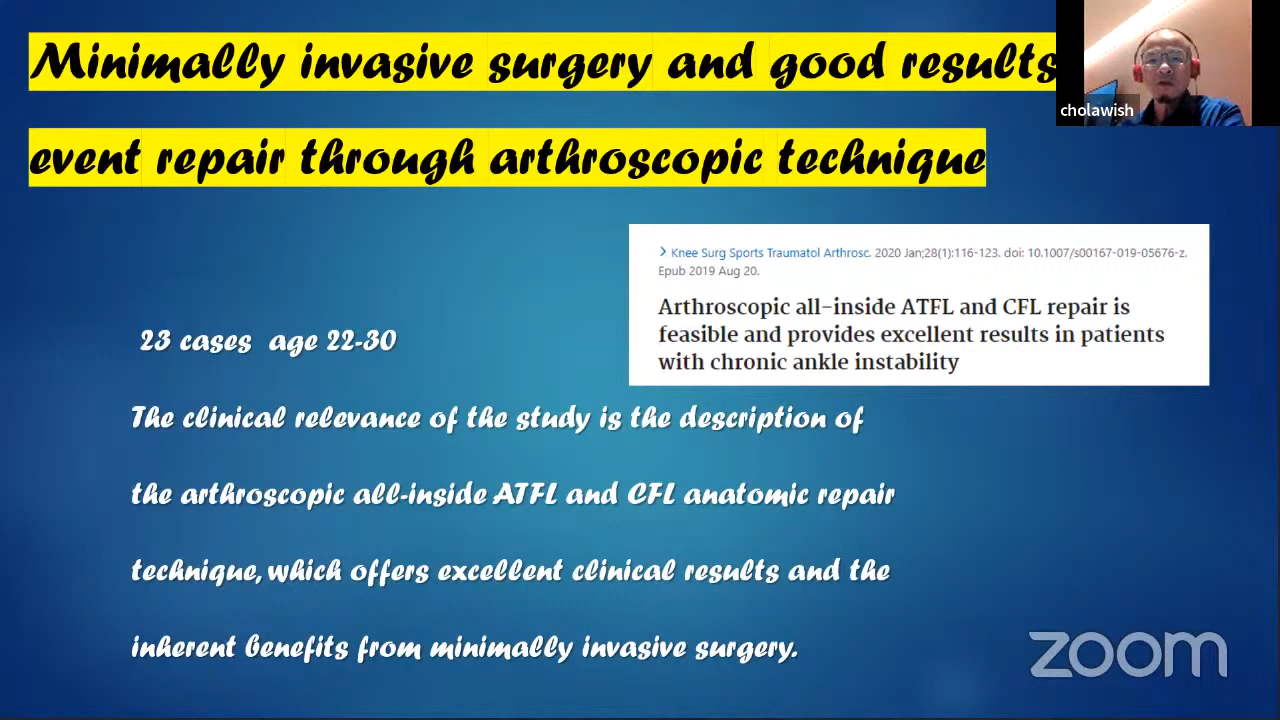 Minimally invasive surgery and good results
event repair through arthroscopic technique
cholawish
> Knee Surg Sports Traumatol Arthrosc. 2020 Jan;28(1):116-123. doi: 10.1007/s00167-019-05676-z.
Epub 2019 Aug 20.
Arthroscopic all-inside ATFL and CFL repair is
feasible and provides excellent results in patients
with chronic ankle instability
23 cases age 22-30
The clinical relevance of the study is the description of
the arthroscopic all-inside ATFL and CFL anatomic repair
technique, which offers excellent clinical results and the
inherent benefits from minimally invasive surgery.
zoom